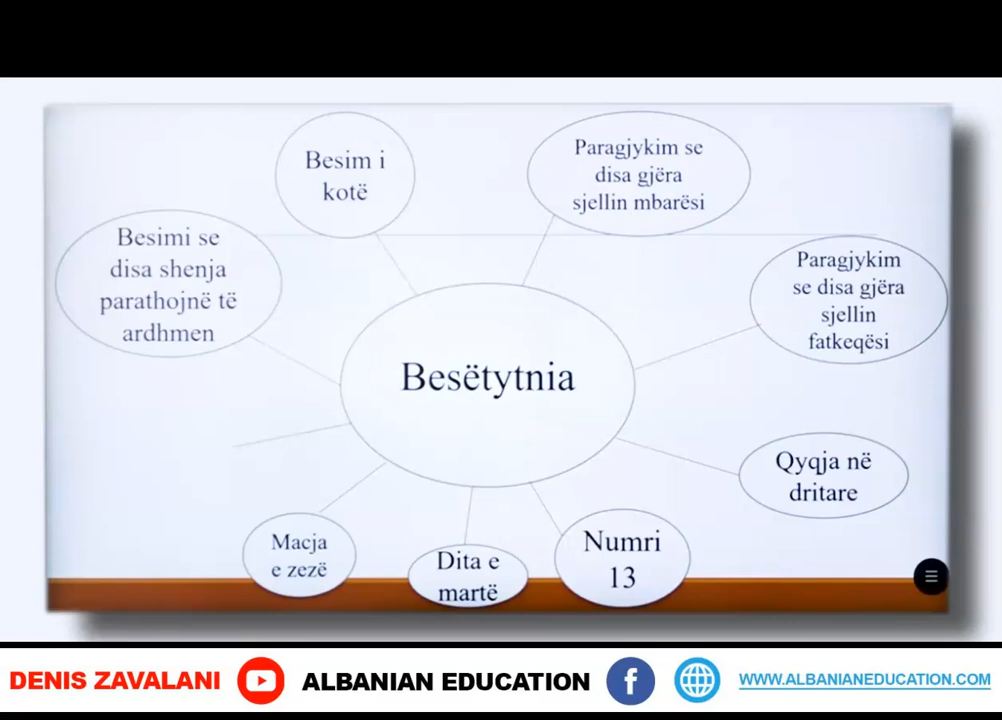 Besim i
kotë
Paragjykim se
disa gjëra
sjellin mbarësi
Besimi se
disa shenja
parathojnë të
ardhmen
Paragjykim
se disa gjëra
sjellin
fatkeqësi
Besëtytnia
Qyqja në
dritare
Macja
e zezë
Dita e
martë
Numri
13
DENIS ZAVALANI
ALBANIAN EDUCATION
f
WWW.ALBANIANEDUCATION.COM